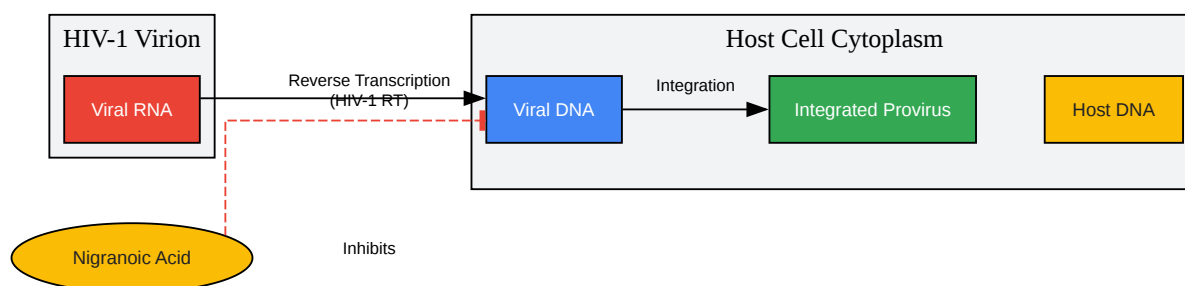 HIV-1 Virion
Host Cell Cytoplasm
Viral RNA
Reverse Transcription
(HIV-1 RT)
Viral DNA
Integration
Integrated Provirus
Host DNA
Nigranoic Acid
Inhibits